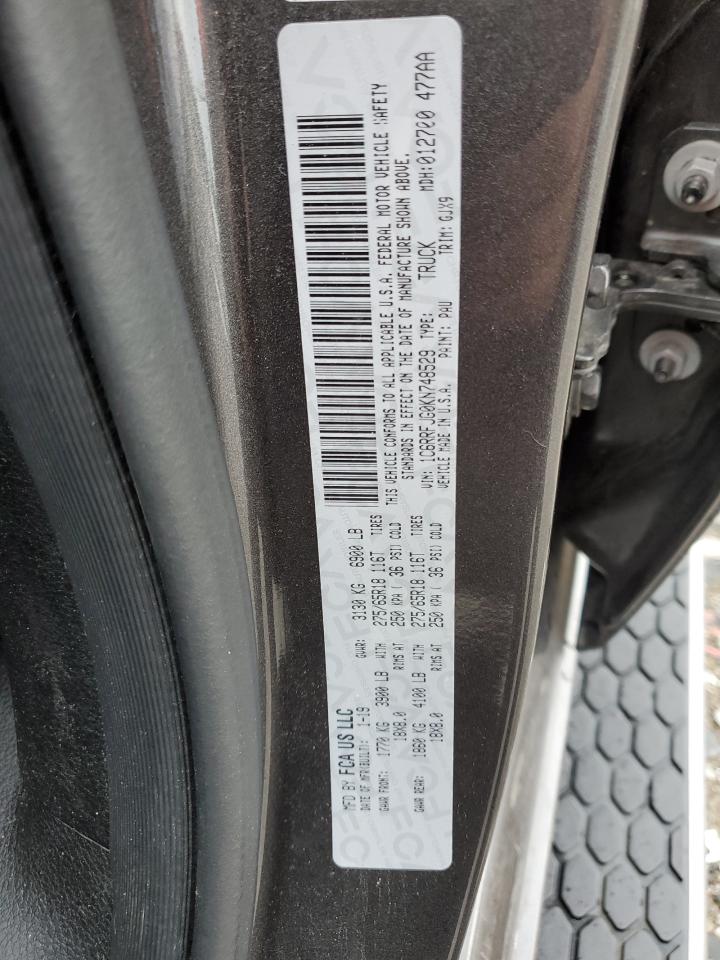 MFD BY FCA US LLC
DATE OF MFR(BUILT): 1-19 GVWR: 3130 KG 6900 LB
GAWR FRONT: 1770 KG 3900 LB WITH 275/65R18 116T TIRES
18X8.0 RIMS AT 250 KPA ( 36 PSI) COLD
GAWR REAR: 1860 KG 4100 LB WITH 275/65R18 116T TIRES
18X8.0 RIMS AT 250 KPA ( 36 PSI) COLD
THIS VEHICLE CONFORMS TO ALL APPLICABLE U.S.A. FEDERAL MOTOR VEHICLE SAFETY
STANDARDS IN EFFECT ON THE DATE OF MANUFACTURE SHOWN ABOVE.
VIN: 1C6RRFJG0KN748529 TYPE: TRUCK MDH:012700 477AA
VEHICLE MADE IN U.S.A. PAINT: PAU TRIM: GJX9